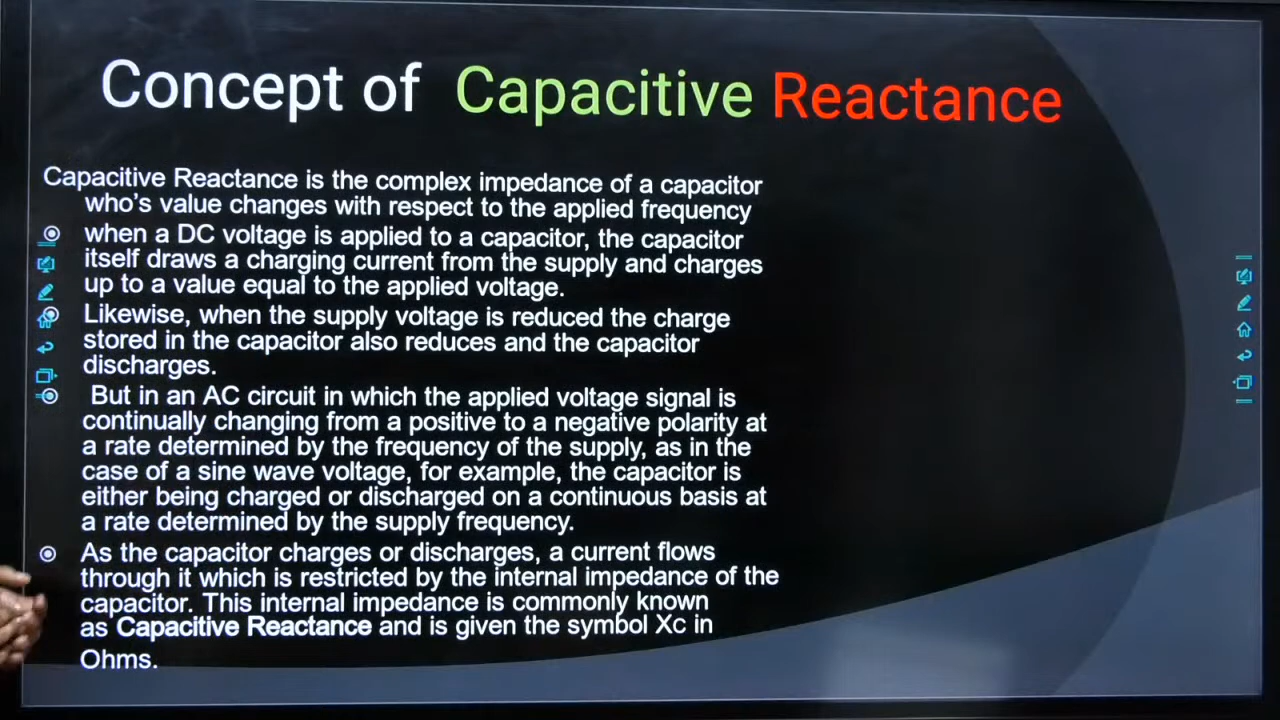 Concept of Capacitive Reactance
Capacitive Reactance is the complex impedance of a capacitor
who's value changes with respect to the applied frequency
when a DC voltage is applied to a capacitor, the capacitor
itself draws a charging current from the supply and charges
up to a value equal to the applied voltage.
Likewise, when the supply voltage is reduced the charge
stored in the capacitor also reduces and the capacitor
discharges.
But in an AC circuit in which the applied voltage signal is
continually changing from a positive to a negative polarity at
a rate determined by the frequency of the supply, as in the
case of a sine wave voltage, for example, the capacitor is
either being charged or discharged on a continuous basis at
a rate determined by the supply frequency.
As the capacitor charges or discharges, a current flows
through it which is restricted by the internal impedance of the
capacitor. This internal impedance is commonly known
as Capacitive Reactance and is given the symbol Xc in
Ohms.